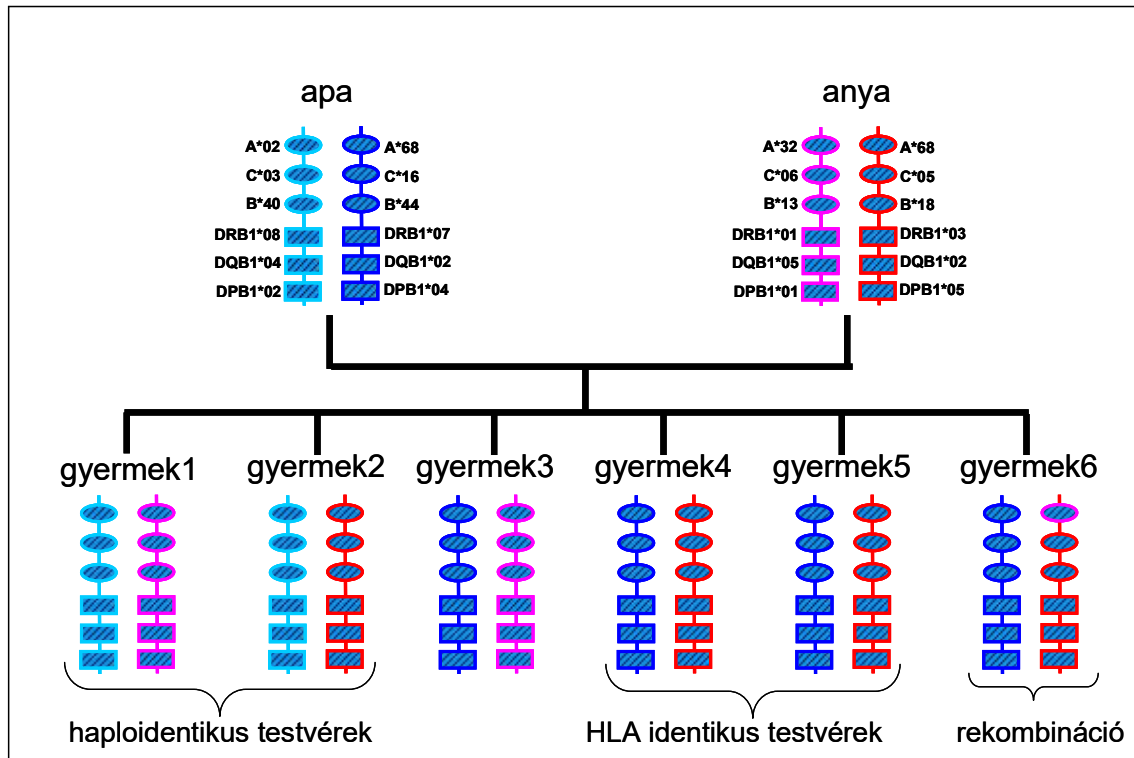 apa anya
A*02 A*68 A*32 A*68
C*03 C*16 C*06 C*05
B*40 B*44 B*13 B*18
DRB1*08 DRB1*07 DRB1*01 DRB1*03
DQB1*04 DQB1*02 DQB1*05 DQB1*02
DPB1*02 DPB1*04 DPB1*01 DPB1*05
gyermek1 gyermek2 gyermek3 gyermek4 gyermek5 gyermek6
haploidentikus testvérek HLA identikus testvérek rekombináció